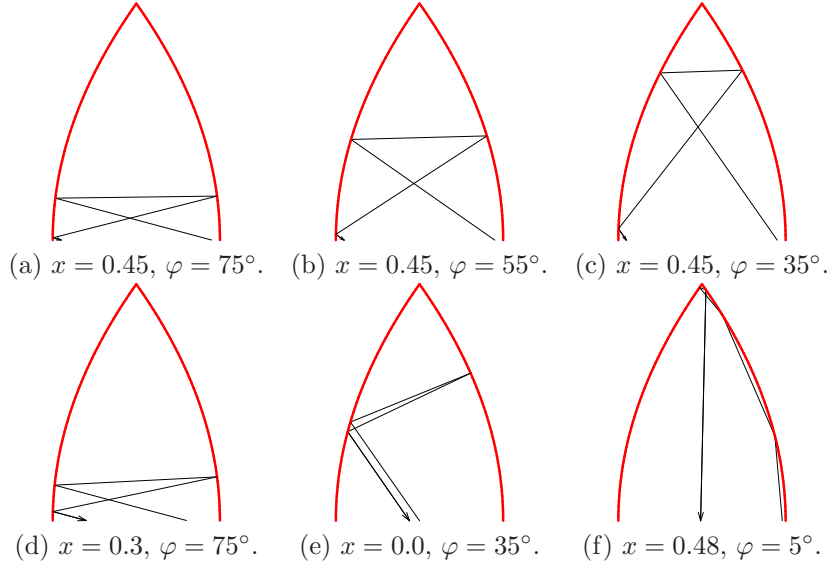 (a) x = 0.45, φ = 75°. (b) x = 0.45, φ = 55°. (c) x = 0.45, φ = 35°.
(d) x = 0.3, φ = 75°. (e) x = 0.0, φ = 35°. (f) x = 0.48, φ = 5°.